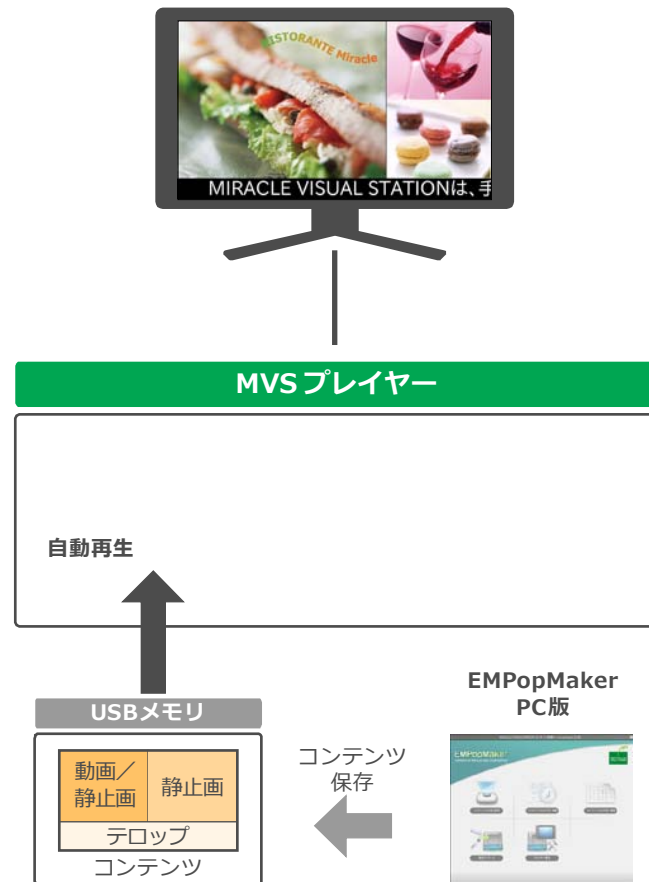 RISTORANTE Miracle
MIRACLE VISUAL STATIONは、手
MVSプレイヤー
自動再生
EMPopMaker
PC版
USBメモリ
コンテンツ
保存
動画／
静止画
静止画
テロップ
コンテンツ
EMPopMaker